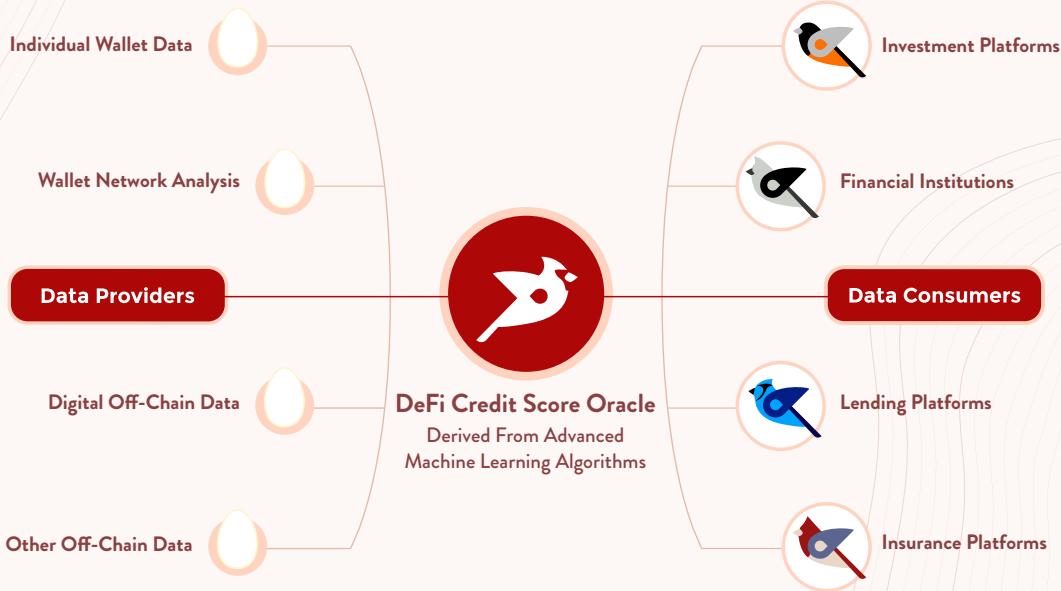 Individual Wallet Data
Wallet Network Analysis
Data Providers
Digital Off-Chain Data
Other Off-Chain Data
DeFi Credit Score Oracle
Derived From Advanced
Machine Learning Algorithms
Investment Platforms
Financial Institutions
Data Consumers
Lending Platforms
Insurance Platforms